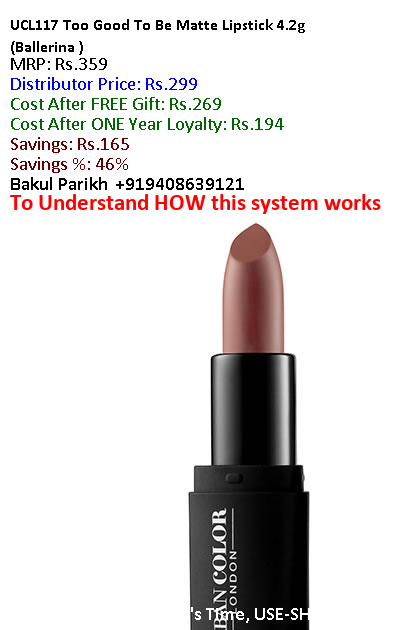 UCL117 Too Good To Be Matte Lipstick 4.2g
(Ballerina )
MRP: Rs.359
Distributor Price: Rs.299
Cost After FREE Gift: Rs.269
Cost After ONE Year Loyalty: Rs.194
Savings: Rs.165
Savings %: 46%
Bakul Parikh +919408639121
To Understand HOW this system works
BAN COLOR
LONDON
's Time, USE-SH